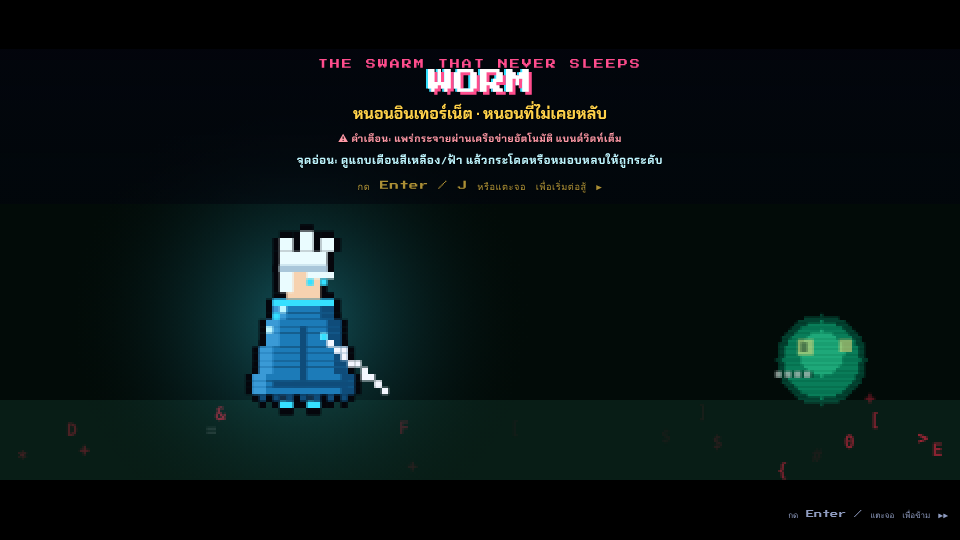 THE SWARM THAT NEVER SLEEPS
WORM
หนอนอินเทอร์เน็ต · หนอนที่ไม่เคยหลับ
⚠ คำเตือน: แพร่กระจายผ่านเครือข่ายอัตโนมัติ แบนด์วิดท์เต็ม
จุดอ่อน: ดูแถบเตือนสีเหลือง/ฟ้า แล้วกระโดดหรือหมอบหลบให้ถูกระดับ
กด Enter / J หรือแตะจอ เพื่อเริ่มต่อสู้ ▶
&
D
=
F
*
+
+
+
[
$
0
>
E
{
กด Enter / แตะจอ เพื่อข้าม ▶▶